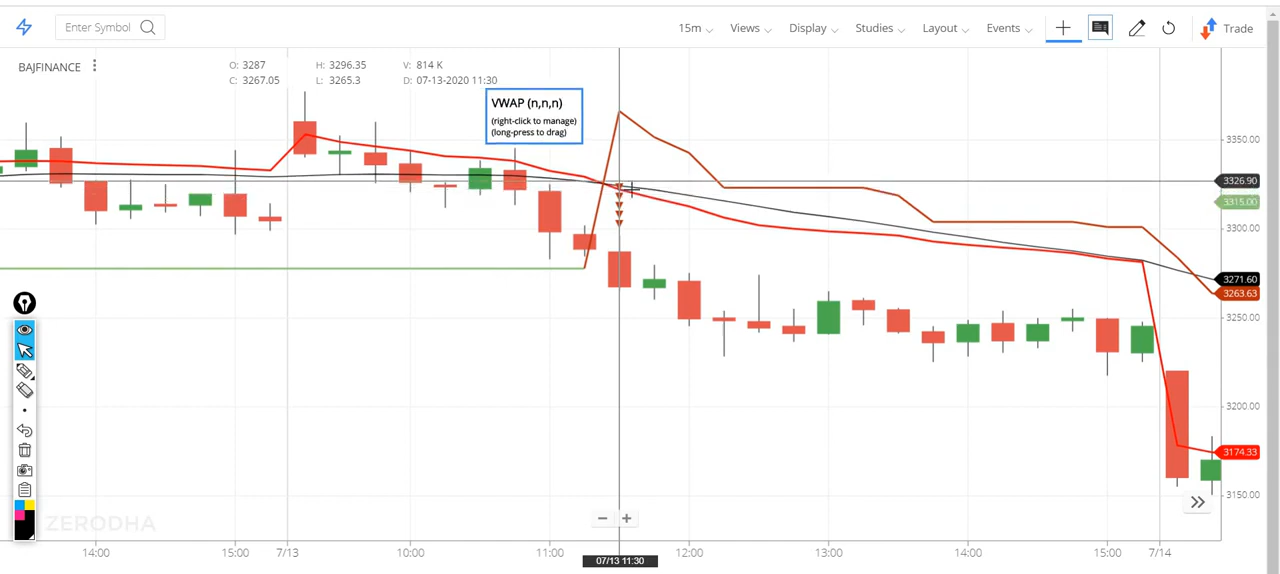 Enter Symbol
15m Views Display Studies Layout Events Trade
BAJFINANCE
O: 3287 H: 3296.35 V: 814 K
C: 3267.05 L: 3265.3 D: 07-13-2020 11:30
VWAP (n,n,n)
(right-click to manage)
(long-press to drag)
3350.00
3326.90
3315.00
3300.00
3271.60
3263.63
3250.00
3200.00
3174.33
3150.00
ZERODHA
14:00 15:00 7/13 10:00 11:00 12:00 13:00 14:00 15:00 7/14
07/13 11:30